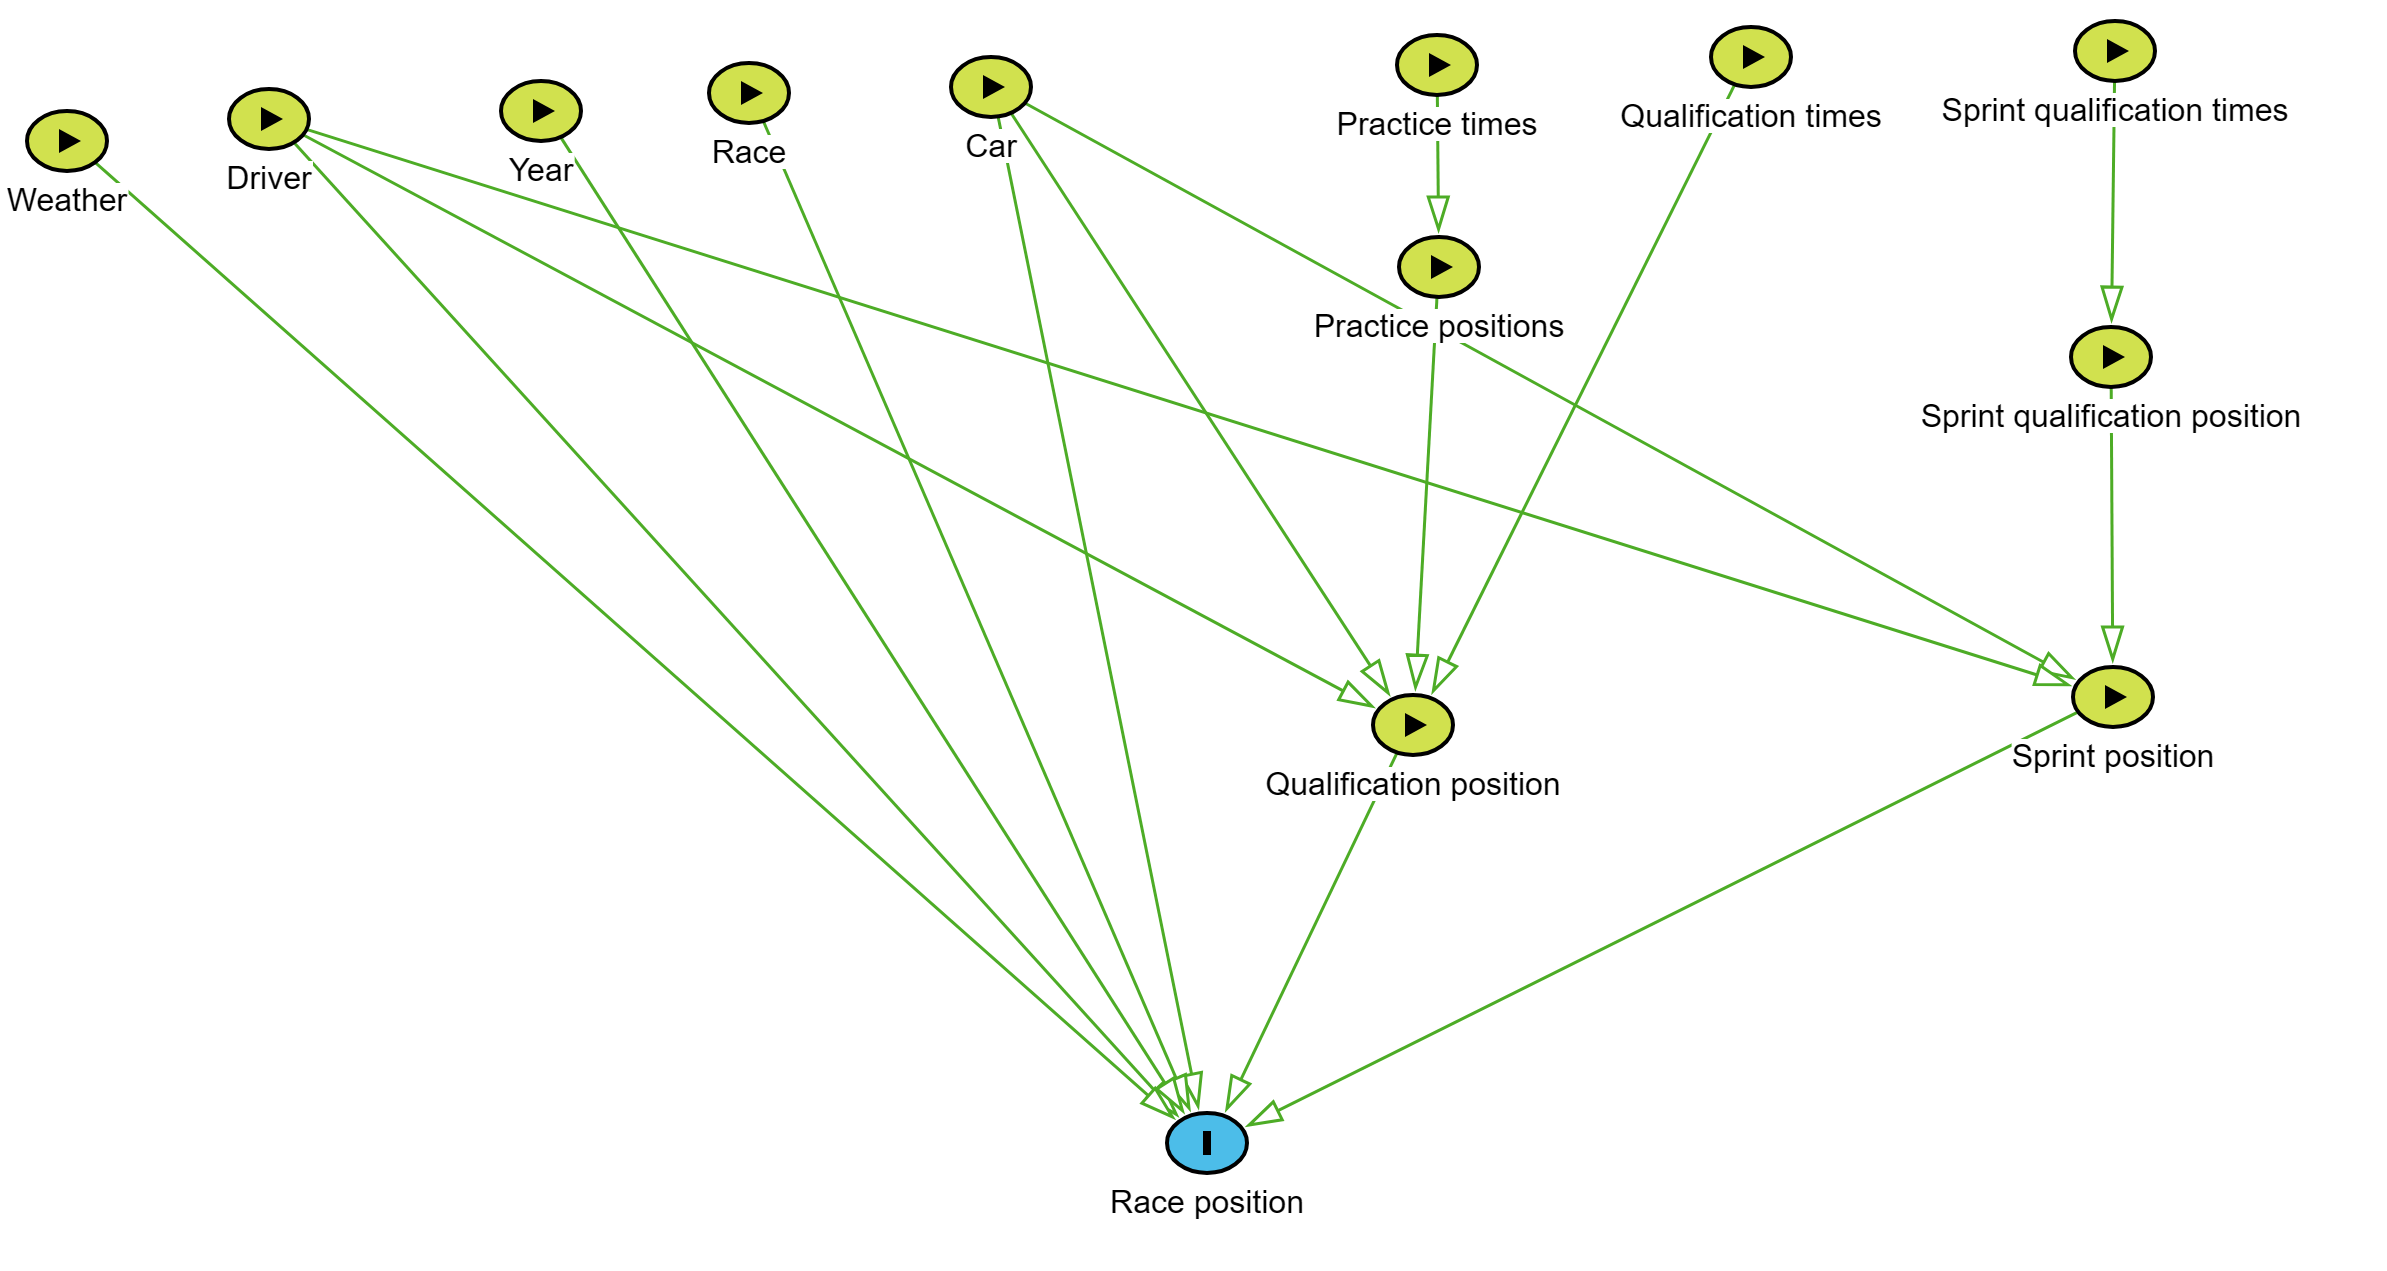 Weather
Driver
Year
Race
Car
Practice times
Qualification times
Sprint qualification times
Practice positions
Sprint qualification position
Qualification position
Sprint position
Race position